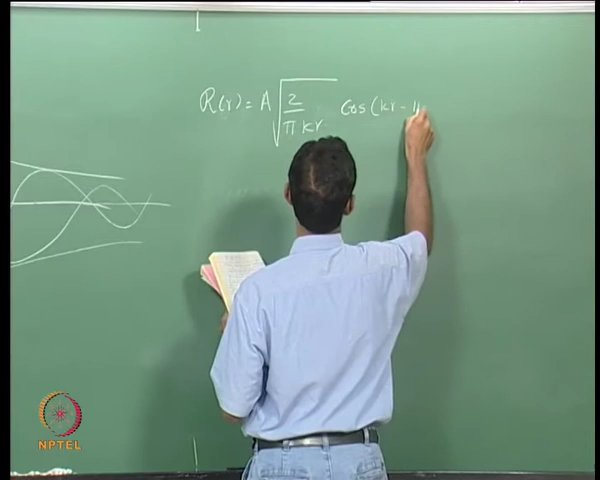 R(r) = A √(2/πkr) cos(kr - π
NPTEL